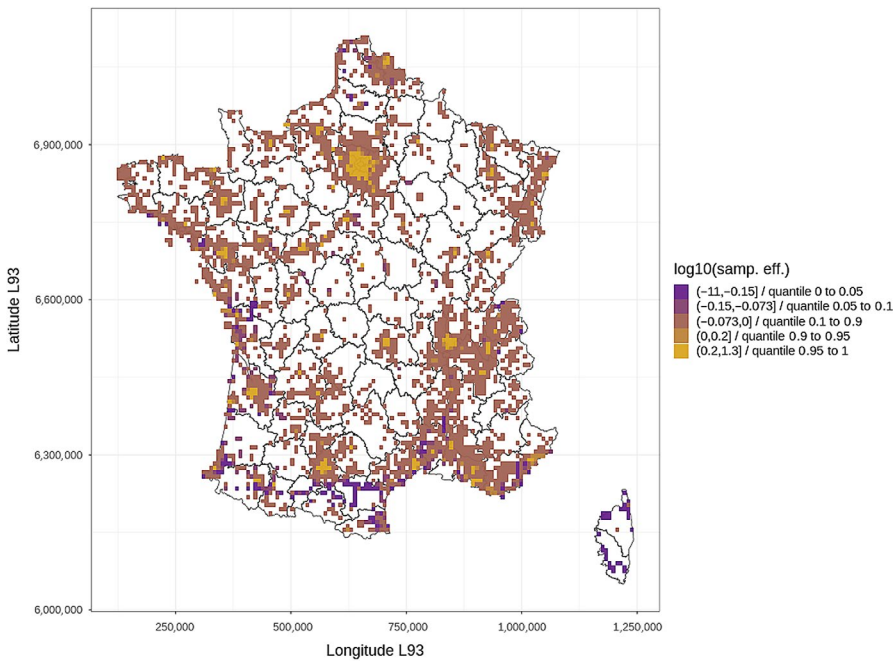 6,900,000
6,600,000
6,300,000
6,000,000
Latitude L93
250,000
500,000
750,000
1,000,000
1,250,000
Longitude L93
log10(samp. eff.)
(−11,−0.15] / quantile 0 to 0.05
(−0.15,−0.073] / quantile 0.05 to 0.1
(−0.073,0] / quantile 0.1 to 0.9
(0,0.2] / quantile 0.9 to 0.95
(0.2,1.3] / quantile 0.95 to 1